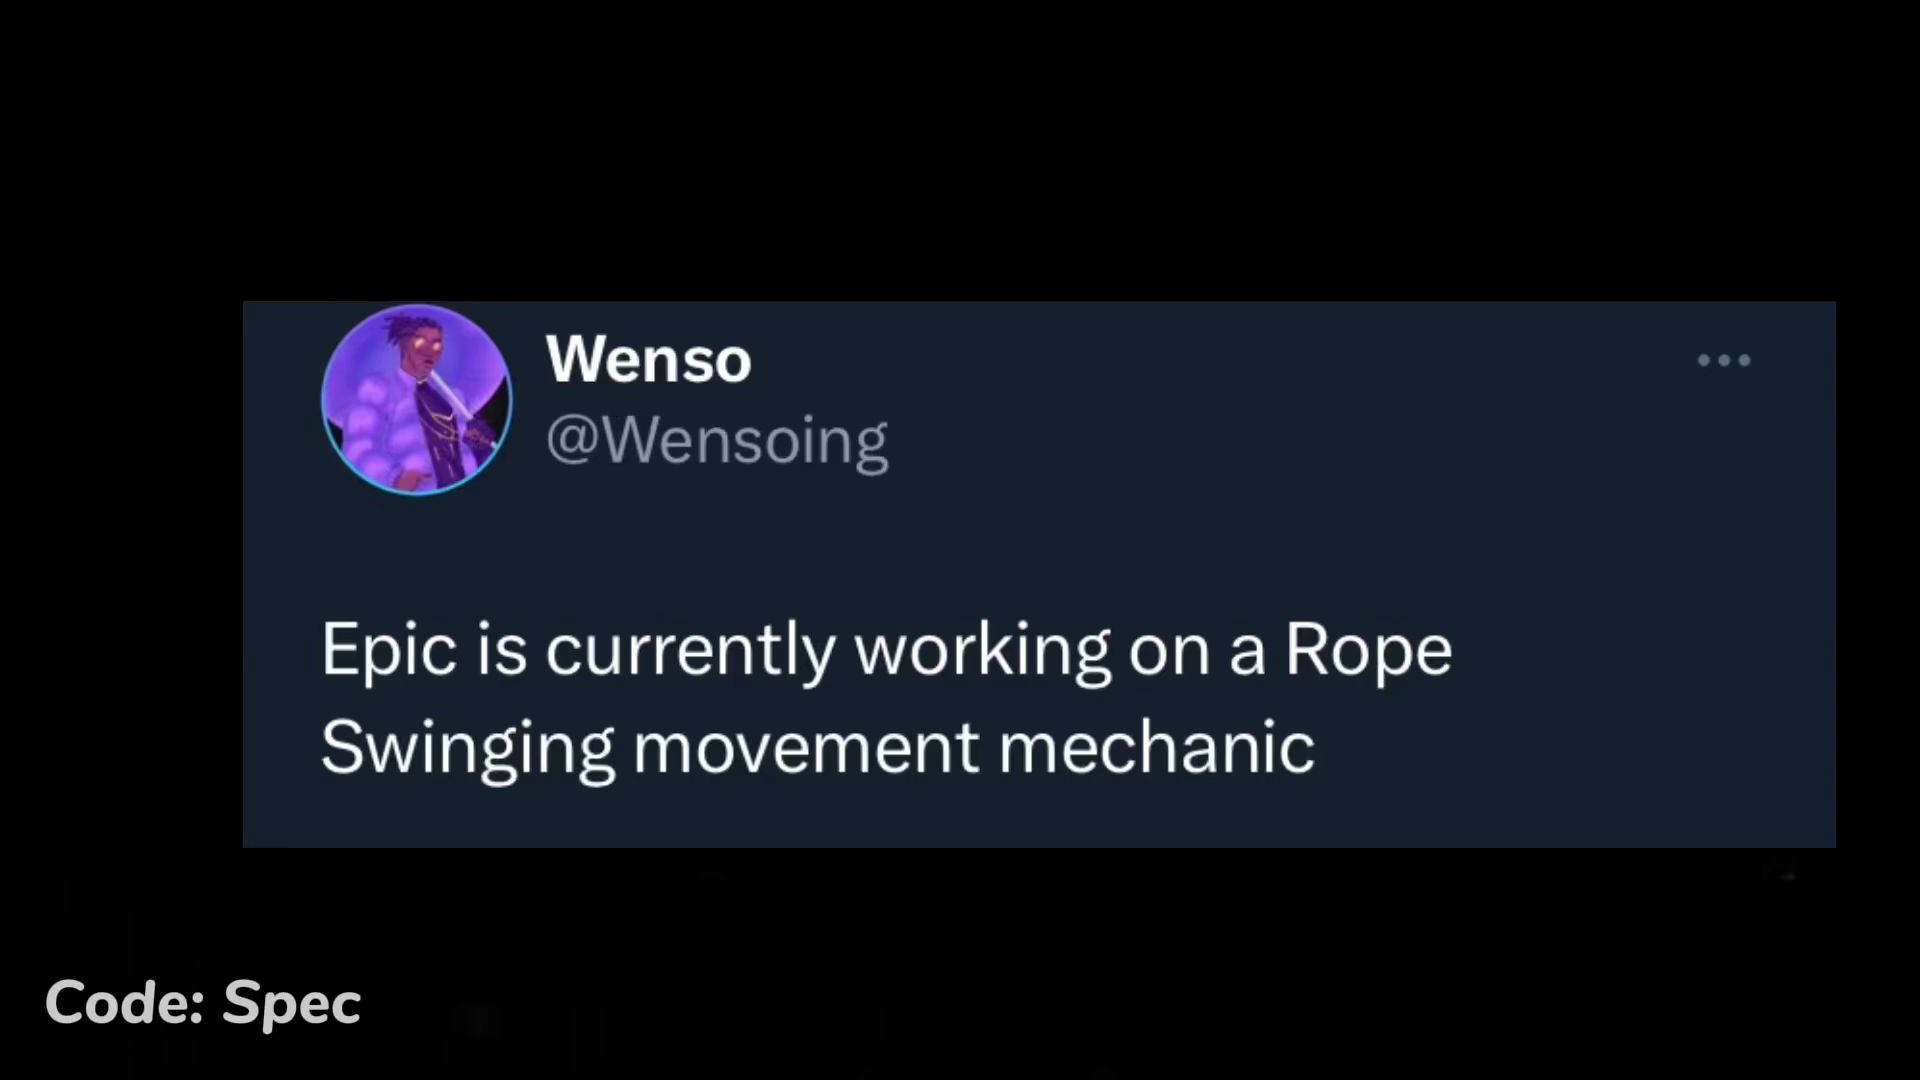 Wenso
@Wensoing
Epic is currently working on a Rope
Swinging movement mechanic
Code: Spec